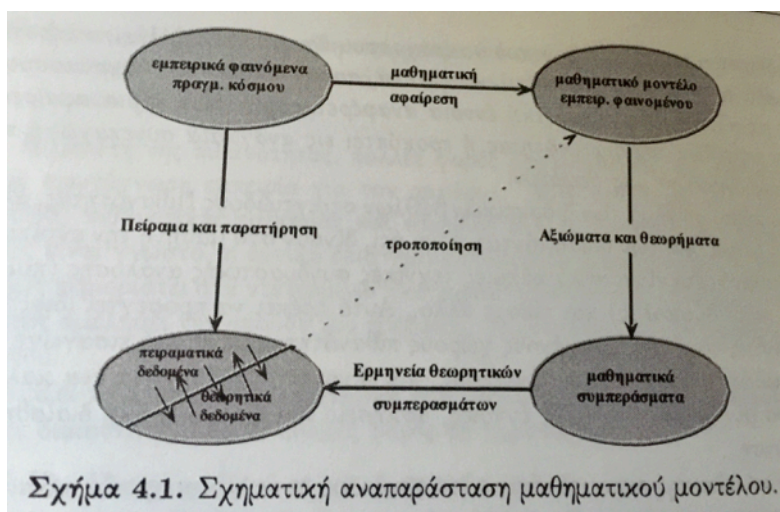 εμπειρικά φαινόμενα
πραγμ. κόσμου
μαθηματική
αφαίρεση
μαθηματικό μοντέλο
εμπειρ. φαινομένου
Πείραμα και παρατήρηση
τροποποίηση
Αξιώματα και θεωρήματα
πειραματικά
δεδομένα
θεωρητικά
δεδομένα
Ερμηνεία θεωρητικών
συμπερασμάτων
μαθηματικά
συμπεράσματα
Σχήμα 4.1. Σχηματική αναπαράσταση μαθηματικού μοντέλου.